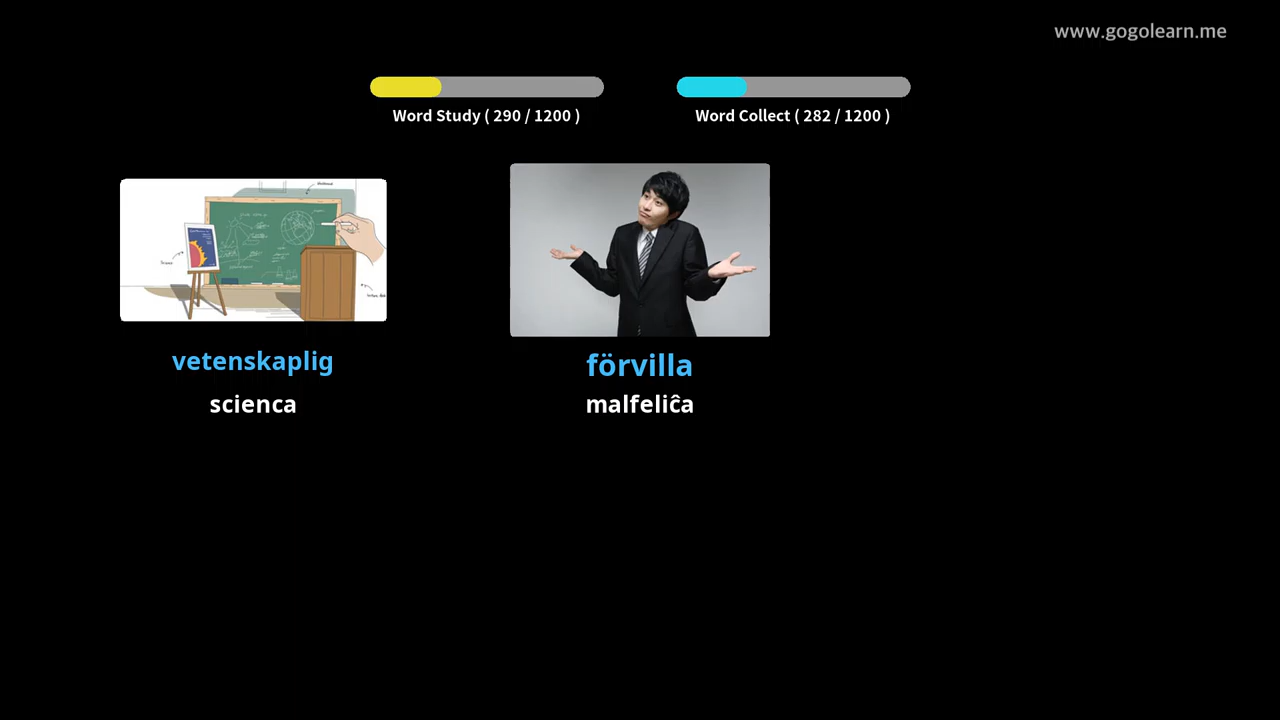 www.gogolearn.me
Word Study ( 290 / 1200 )
Word Collect ( 282 / 1200 )
vetenskaplig
förvilla
scienca
malfeliĉa